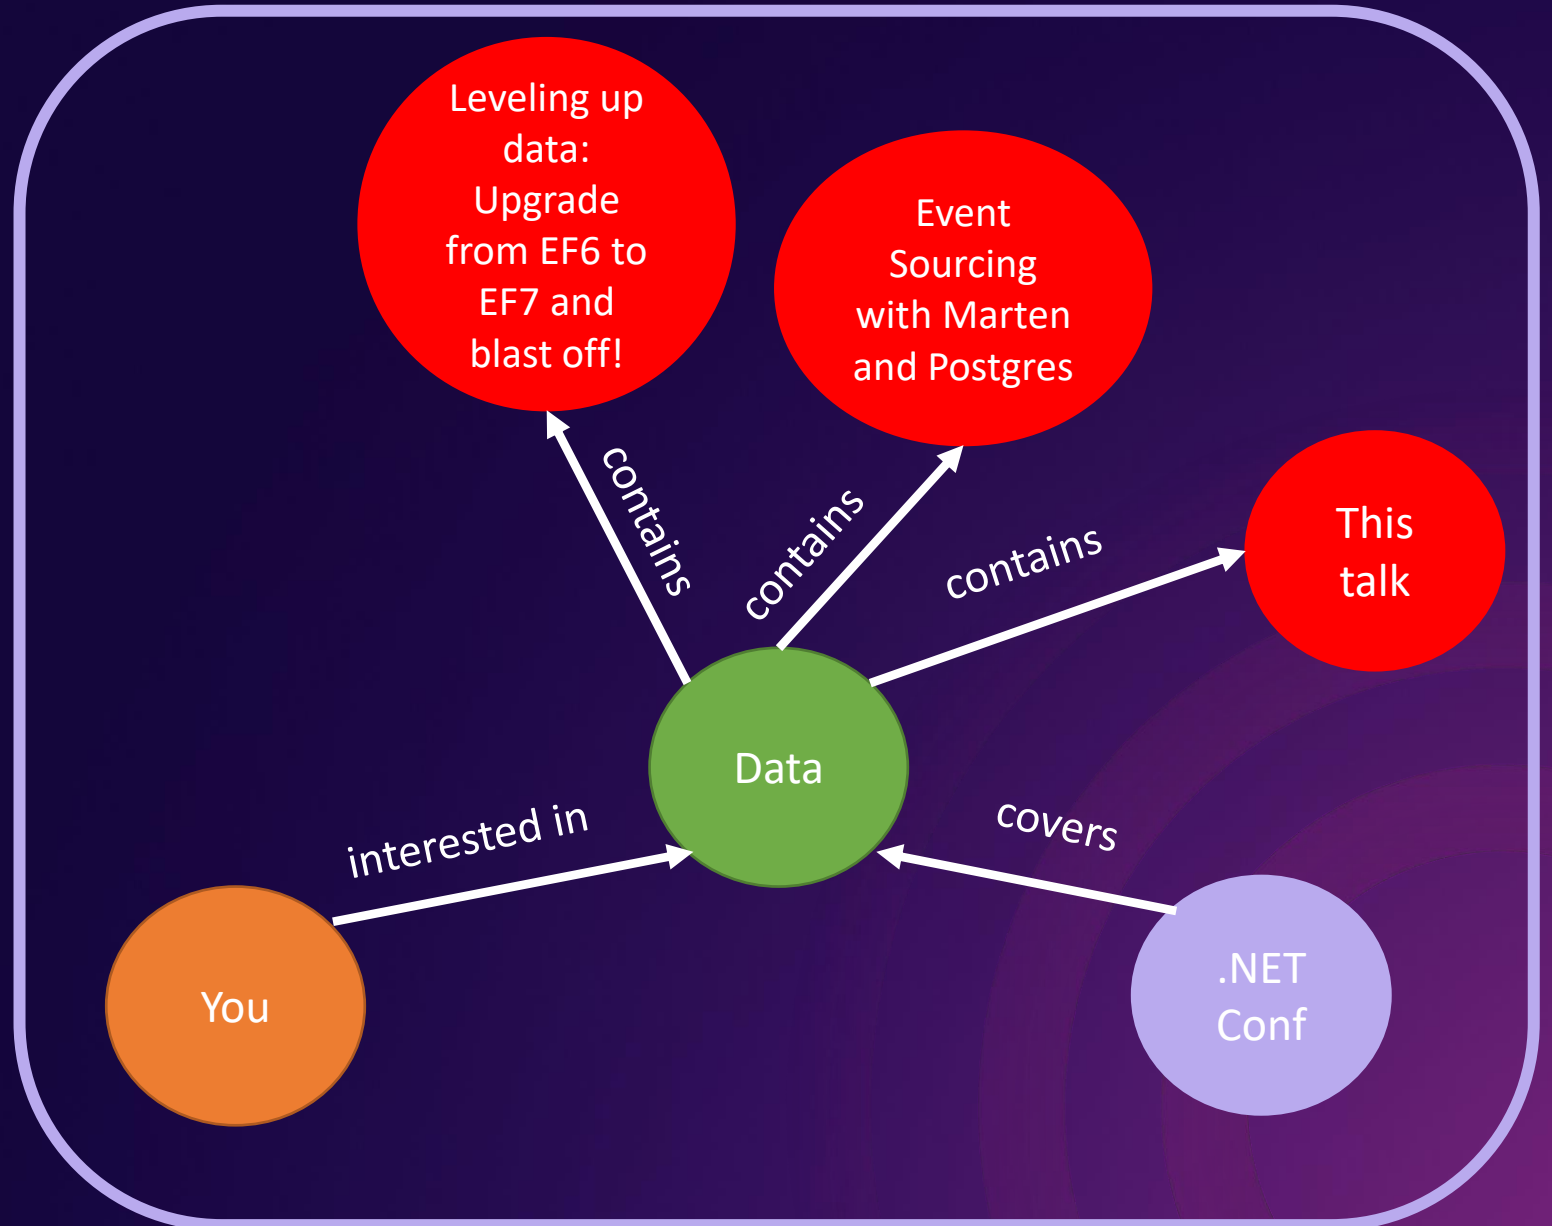 Leveling up
data:
Upgrade
from EF6 to
EF7 and
blast off!
Event
Sourcing
with Marten
and Postgres
This
talk
contains
contains
contains
Data
interested in
covers
You
.NET
Conf